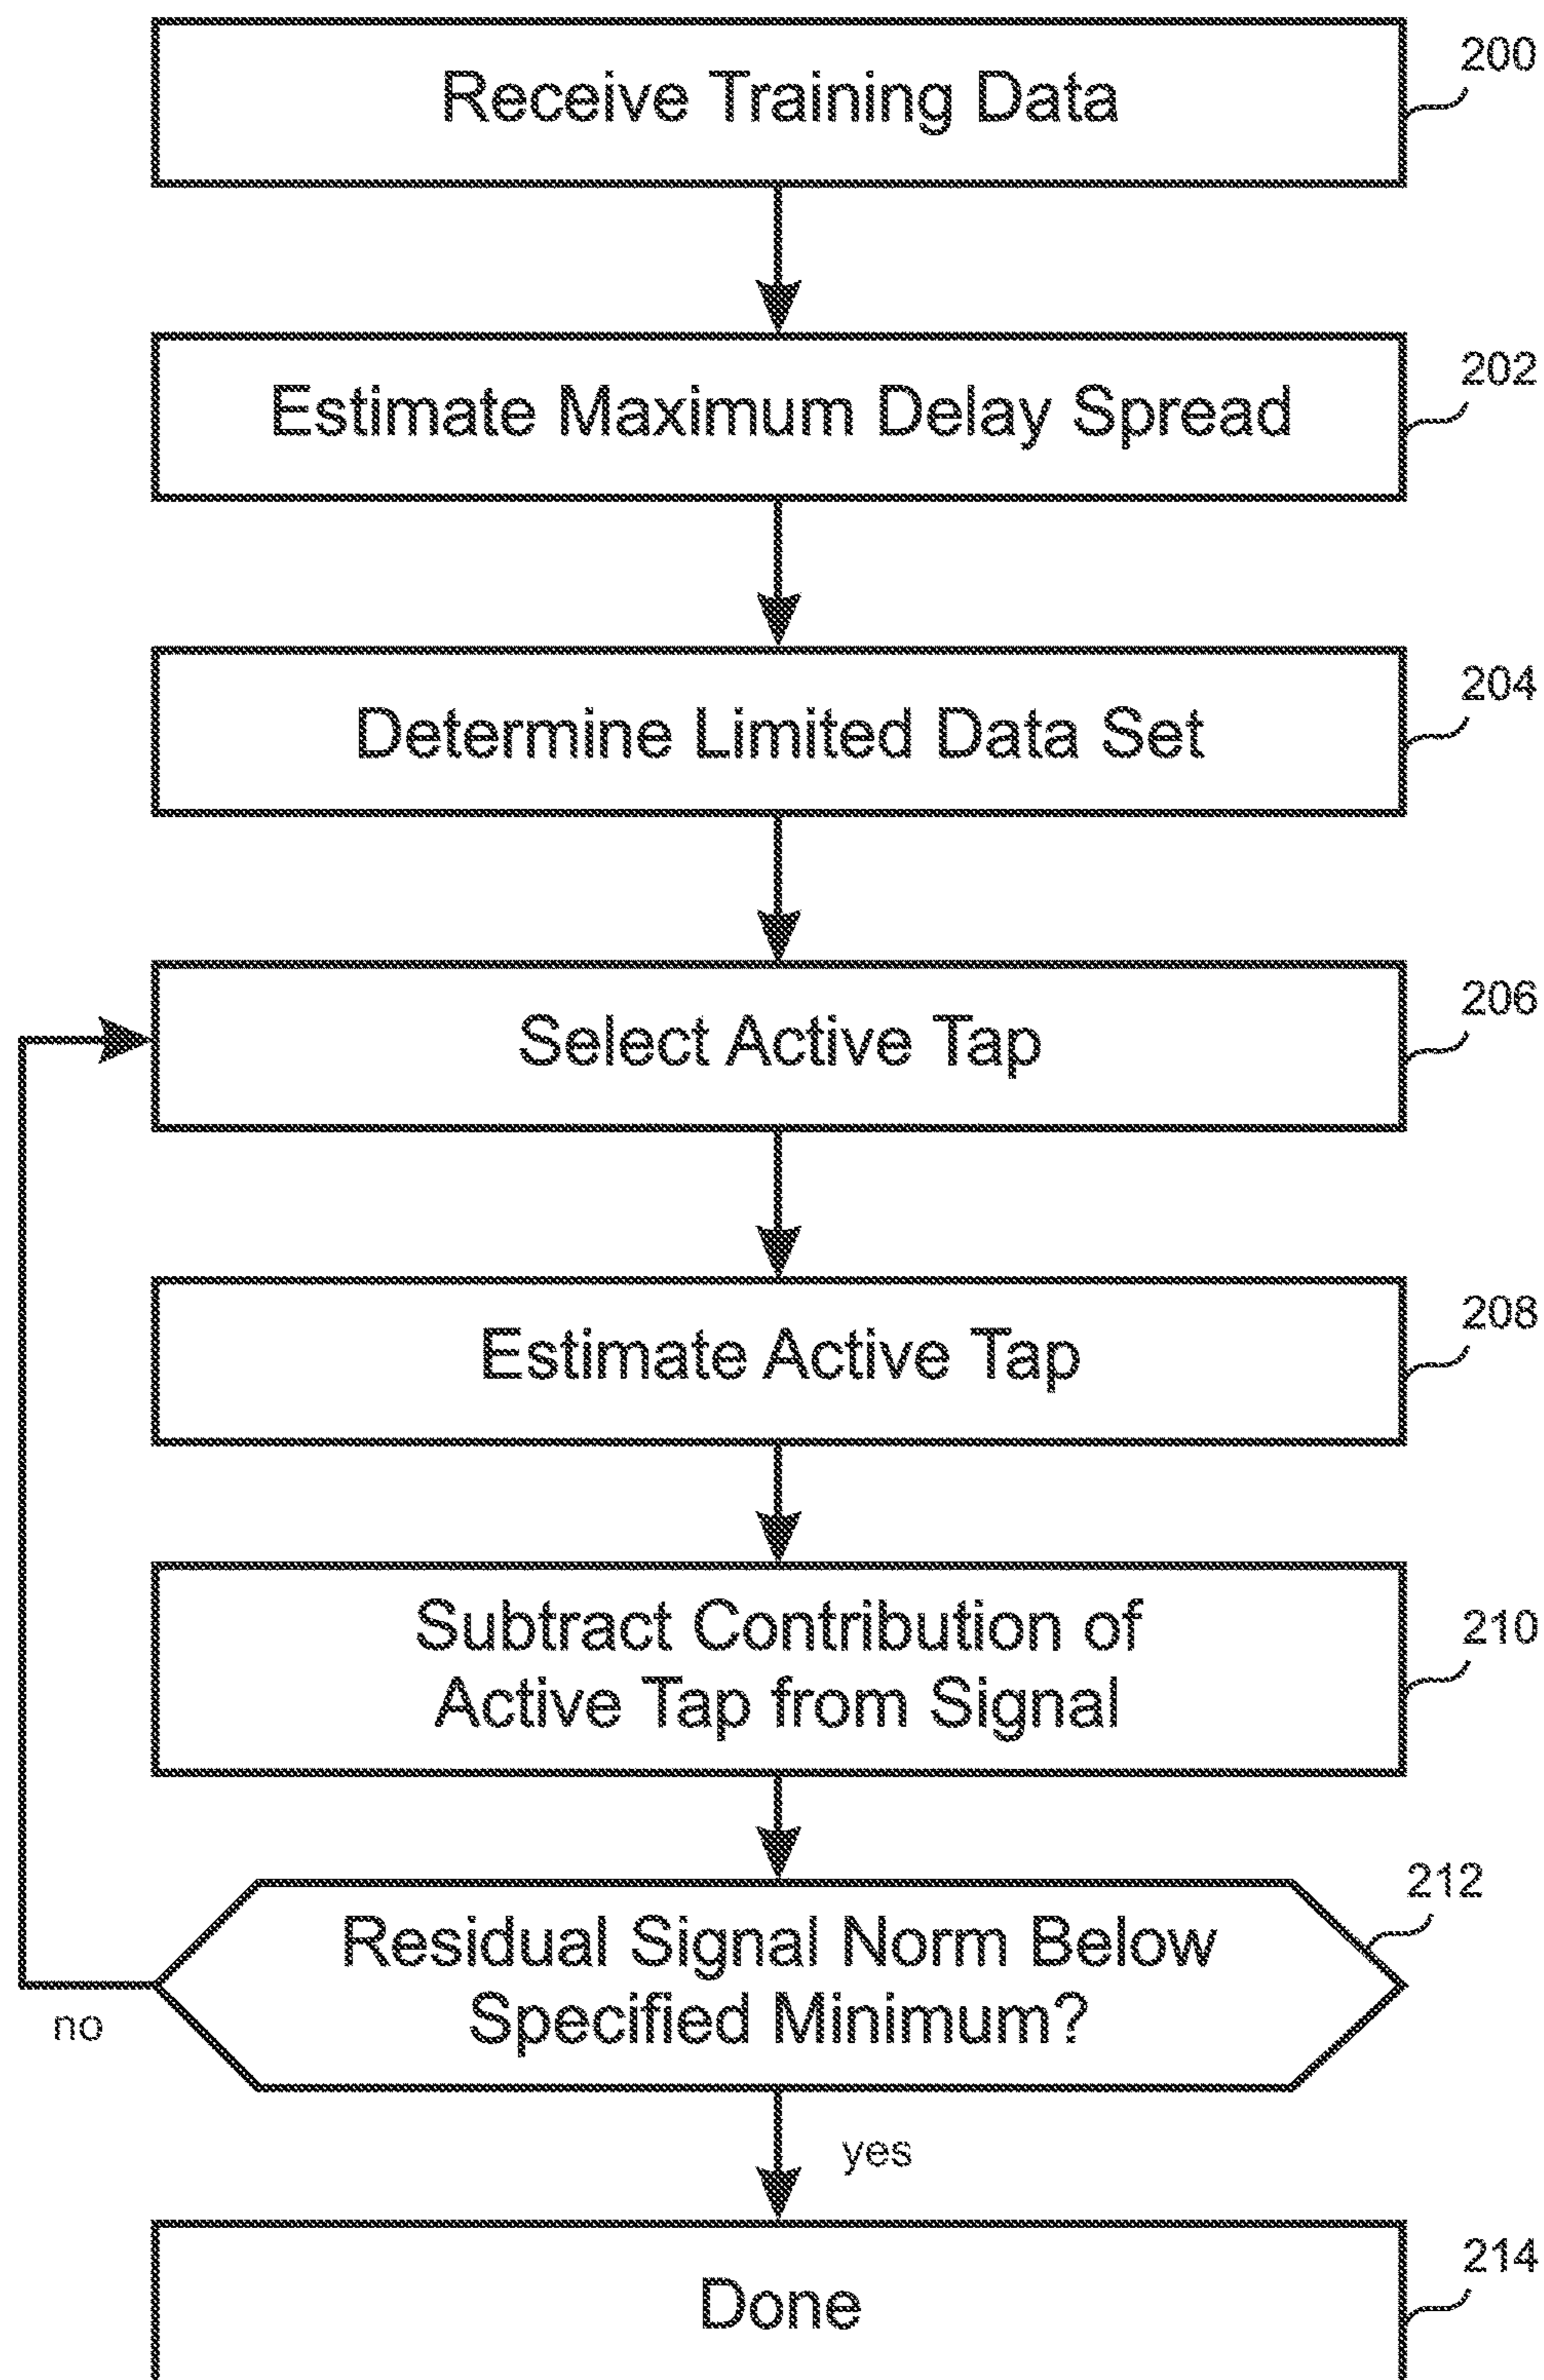 Receive Training Data
200
Estimate Maximum Delay Spread
202
Determine Limited Data Set
204
Select Active Tap
206
Estimate Active Tap
208
Subtract Contribution of
Active Tap from Signal
210
Residual Signal Norm Below
Specified Minimum?
212
no
yes
Done
214